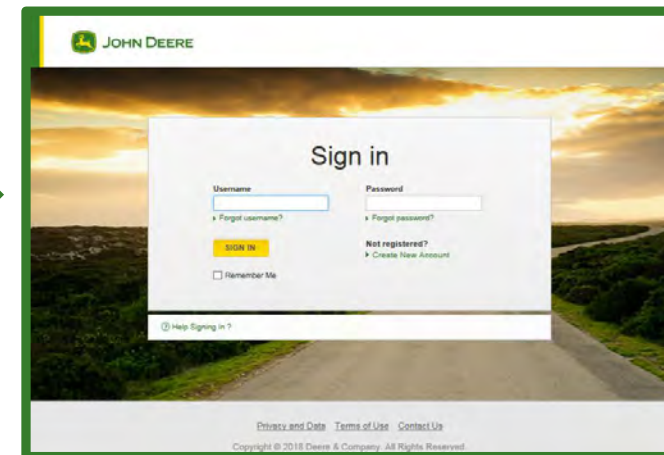 JOHN DEERE
Sign in
Username Password
Forgot username? Forgot password?
SIGN IN Not registered?
Create New Account
Remember Me
Help Signing In ?
Privacy and Data Terms of Use Contact Us
Copyright © 2018 Deere & Company. All Rights Reserved.